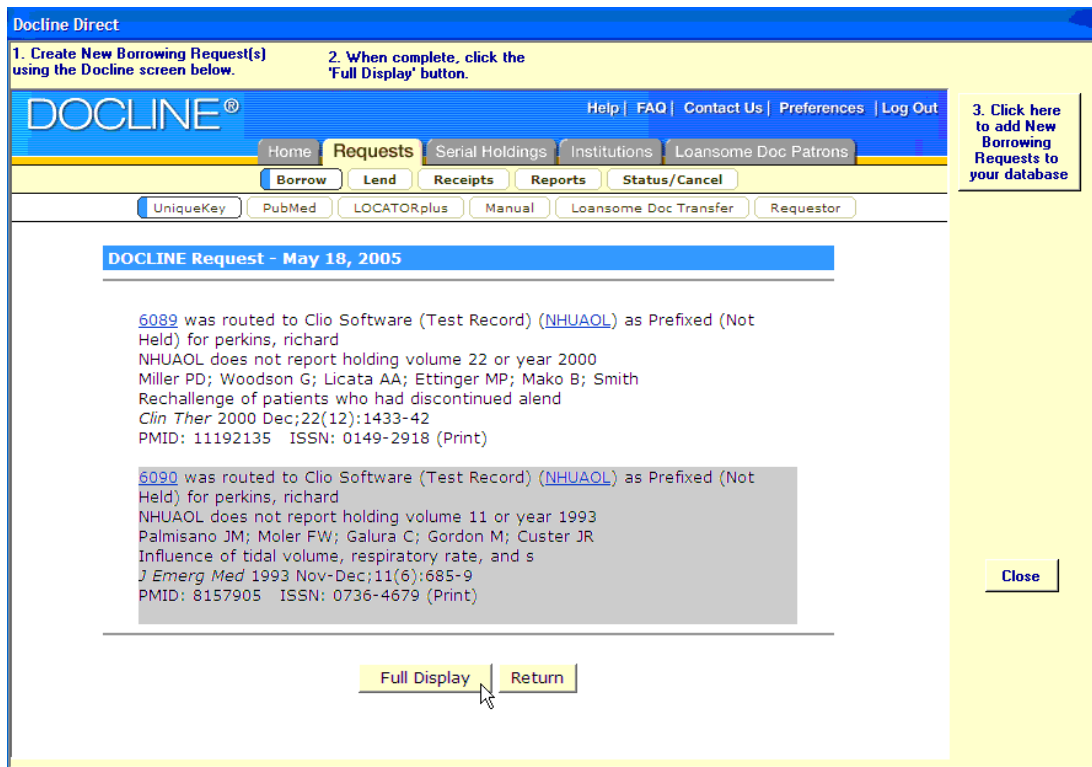 Docline Direct
1. Create New Borrowing Request(s)
using the Docline screen below.
2. When complete, click the
'Full Display' button.
DOCLINE®
Help | FAQ | Contact Us | Preferences | Log Out
3. Click here
to add New
Borrowing
Requests to
your database
Home Requests Serial Holdings Institutions Loansome Doc Patrons
Borrow Lend Receipts Reports Status/Cancel
UniqueKey PubMed LOCATORplus Manual Loansome Doc Transfer Requestor
DOCLINE Request - May 18, 2005
6089 was routed to Clio Software (Test Record) (NHUAOL) as Prefixed (Not
Held) for perkins, richard
NHUAOL does not report holding volume 22 or year 2000
Miller PD; Woodson G; Licata AA; Ettinger MP; Mako B; Smith
Rechallenge of patients who had discontinued alend
Clin Ther 2000 Dec;22(12):1433-42
PMID: 11192135 ISSN: 0149-2918 (Print)
6090 was routed to Clio Software (Test Record) (NHUAOL) as Prefixed (Not
Held) for perkins, richard
NHUAOL does not report holding volume 11 or year 1993
Palmisano JM; Moler FW; Galura C; Gordon M; Custer JR
Influence of tidal volume, respiratory rate, and s
J Emerg Med 1993 Nov-Dec;11(6):685-9
PMID: 8157905 ISSN: 0736-4679 (Print)
Close
Full Display Return